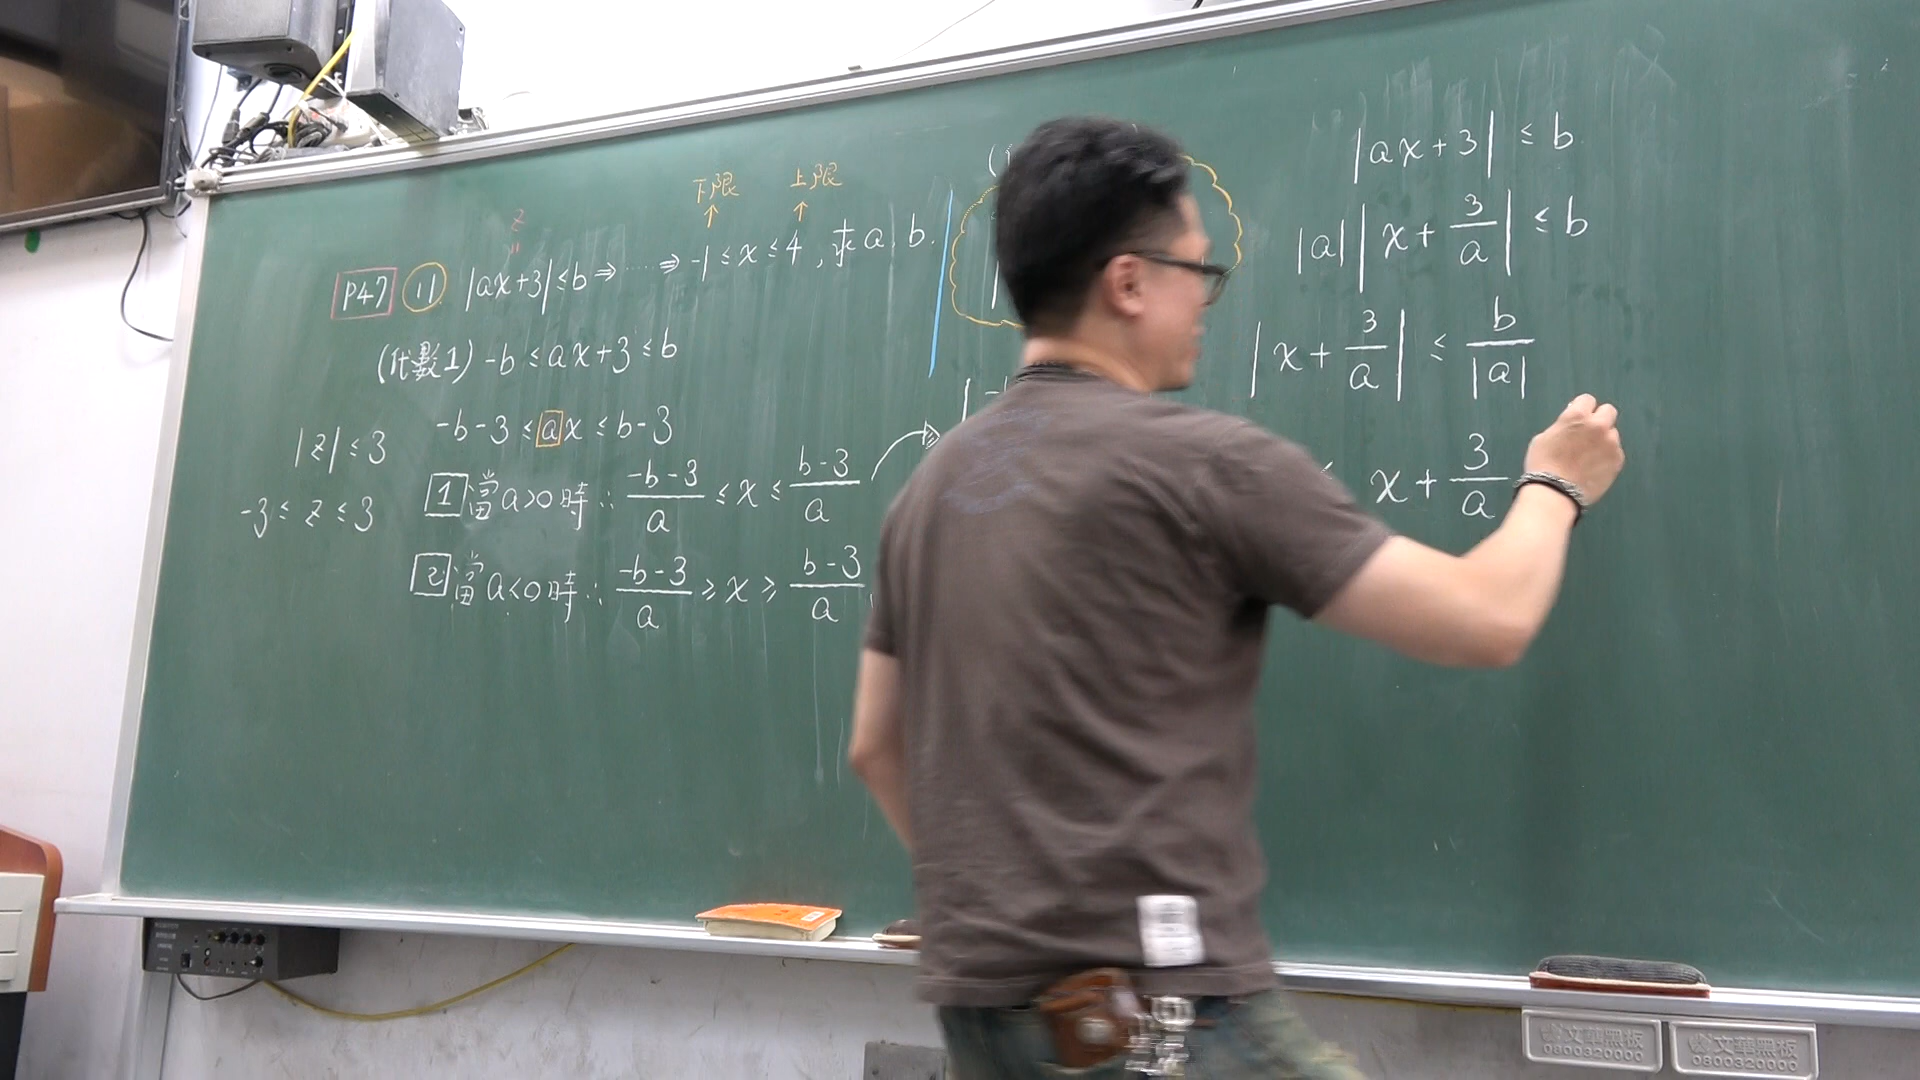 下限 上限
z
"
P47 (1) |ax+3|≤b⇒……⇒-1≤x≤4,求a,b.
(代數1) -b≤ax+3≤b
-b-3≤ax≤b-3
|z|≤3
-3≤z≤3
1 當a>0時∴ (-b-3)/a ≤ x ≤ (b-3)/a
2 當a<0時∴ (-b-3)/a ≥ x ≥ (b-3)/a
|ax+3|≤b
|a||x+3/a|≤b
|x+3/a|≤b/|a|
x+3/a
文華黑板
0800320000
文華黑板
0800320000